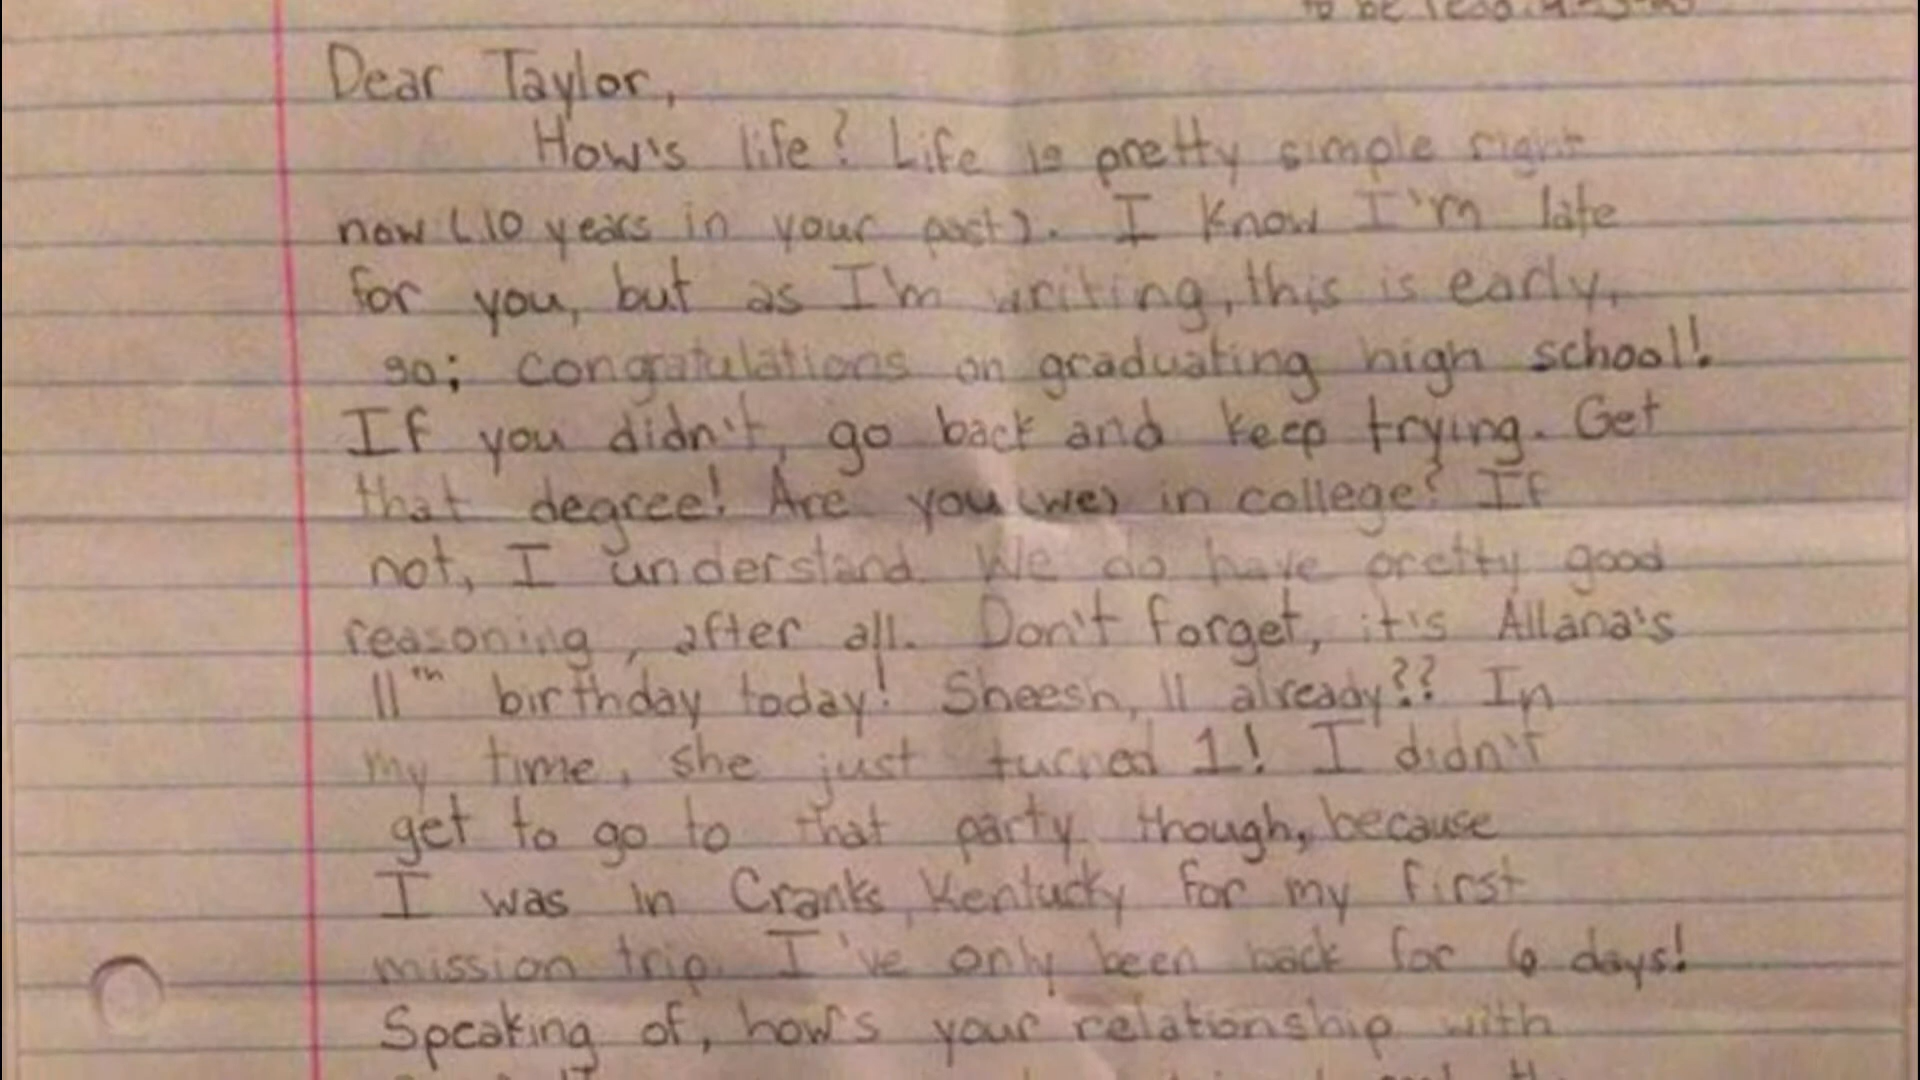 to be read
Dear Taylor,
How's life? Life is pretty simple right
now (10 years in your past). I know I'm late
for you, but as I'm writing, this is early,
so; congratulations on graduating high school!
If you didn't, go back and keep trying. Get
that degree! Are you (we) in college? If
not, I understand. We do have pretty good
reasoning, after all. Don't forget, it's Allana's
11th birthday today! Sheesh, 11 already?? In
my time, she just turned 1! I didn't
get to go to that party though, because
I was in Cranks, Kentucky for my first
mission trip. I've only been back for 6 days!
Speaking of, how's your relationship with